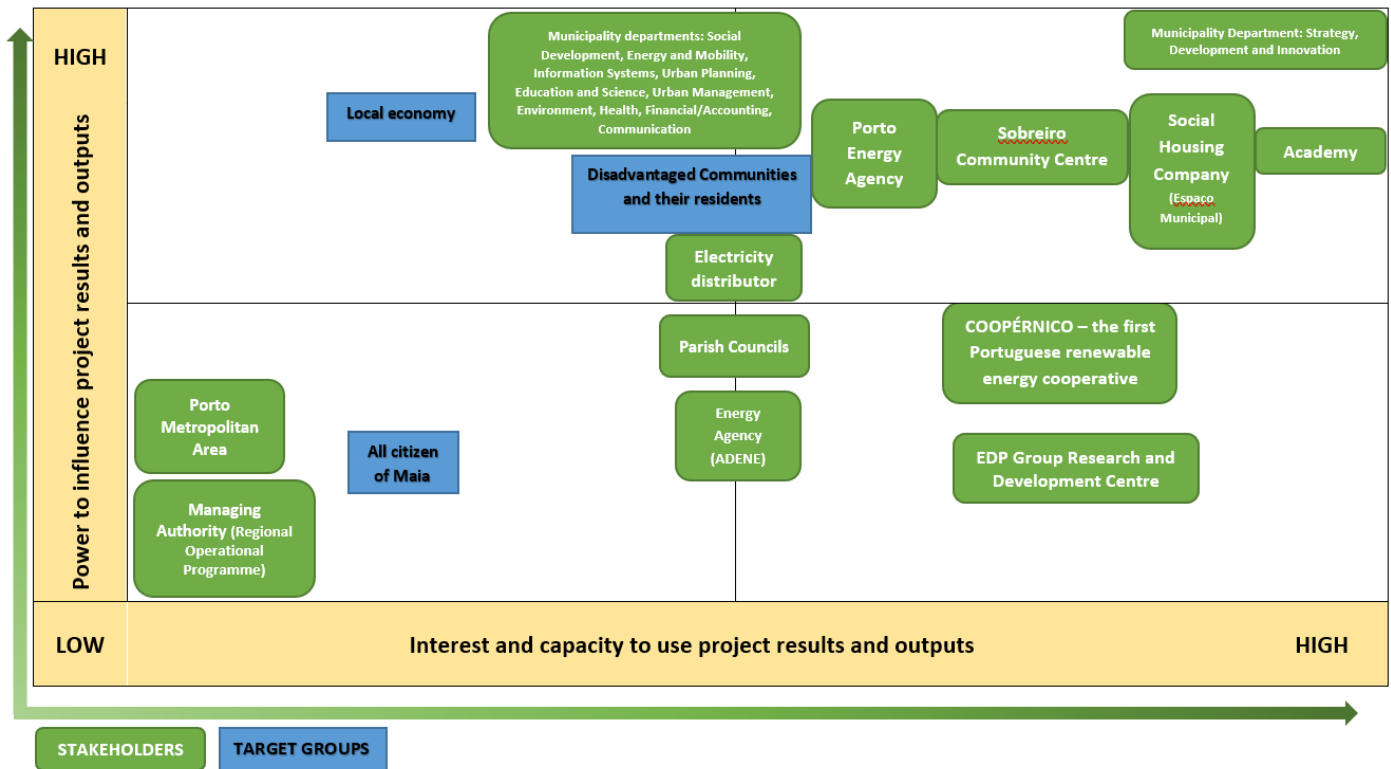 HIGH
Power to influence project results and outputs
Municipality departments: Social
Development, Energy and Mobility,
Information Systems, Urban Planning,
Education and Science, Urban Management,
Environment, Health, Financial/Accounting,
Communication
Municipality Department: Strategy,
Development and Innovation
Local economy
Disadvantaged Communities
and their residents
Porto
Energy
Agency
Sobreiro
Community Centre
Social
Housing
Company
(Espaco
Municipal)
Academy
Electricity
distributor
Parish Councils
COOPÉRNICO – the first
Portuguese renewable
energy cooperative
Porto
Metropolitan
Area
All citizen
of Maia
Energy
Agency
(ADENE)
EDP Group Research and
Development Centre
Managing
Authority (Regional
Operational
Programme)
LOW
Interest and capacity to use project results and outputs
HIGH
STAKEHOLDERS
TARGET GROUPS